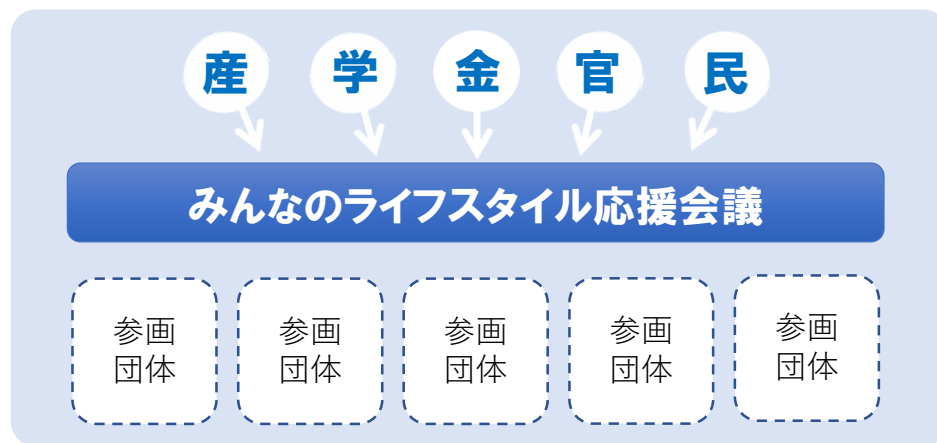 産 学 金 官 民
みんなのライフスタイル応援会議
参画 参画 参画 参画 参画
団体 団体 団体 団体 団体